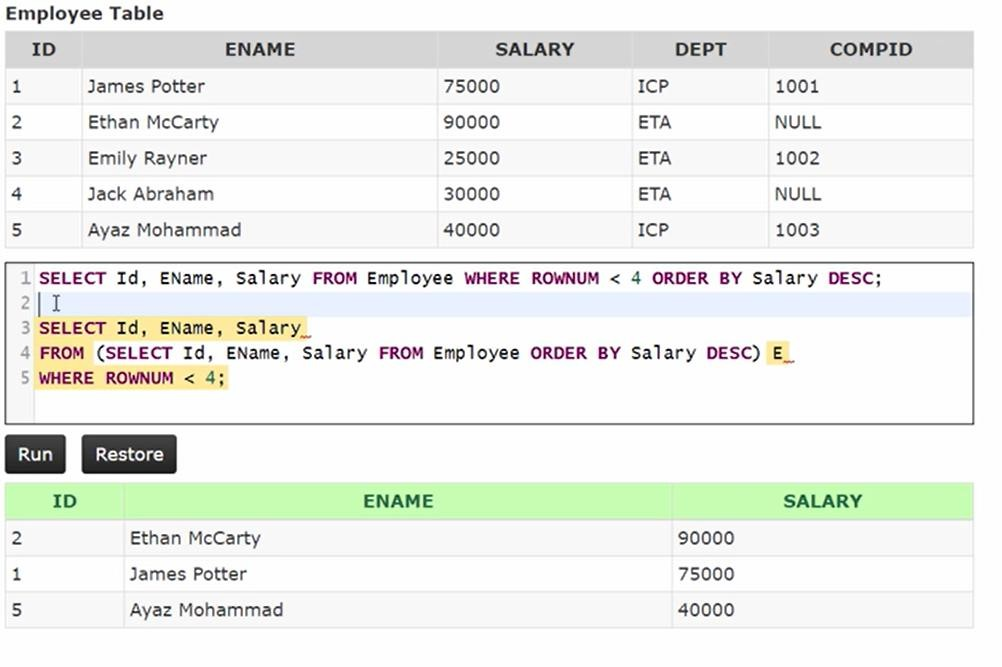 Employee Table
ID ENAME SALARY DEPT COMPID
1 James Potter 75000 ICP 1001
2 Ethan McCarty 90000 ETA NULL
3 Emily Rayner 25000 ETA 1002
4 Jack Abraham 30000 ETA NULL
5 Ayaz Mohammad 40000 ICP 1003
1 SELECT Id, EName, Salary FROM Employee WHERE ROWNUM < 4 ORDER BY Salary DESC;
2
3 SELECT Id, EName, Salary
4 FROM (SELECT Id, EName, Salary FROM Employee ORDER BY Salary DESC) E
5 WHERE ROWNUM < 4;
Run Restore
ID ENAME SALARY
2 Ethan McCarty 90000
1 James Potter 75000
5 Ayaz Mohammad 40000